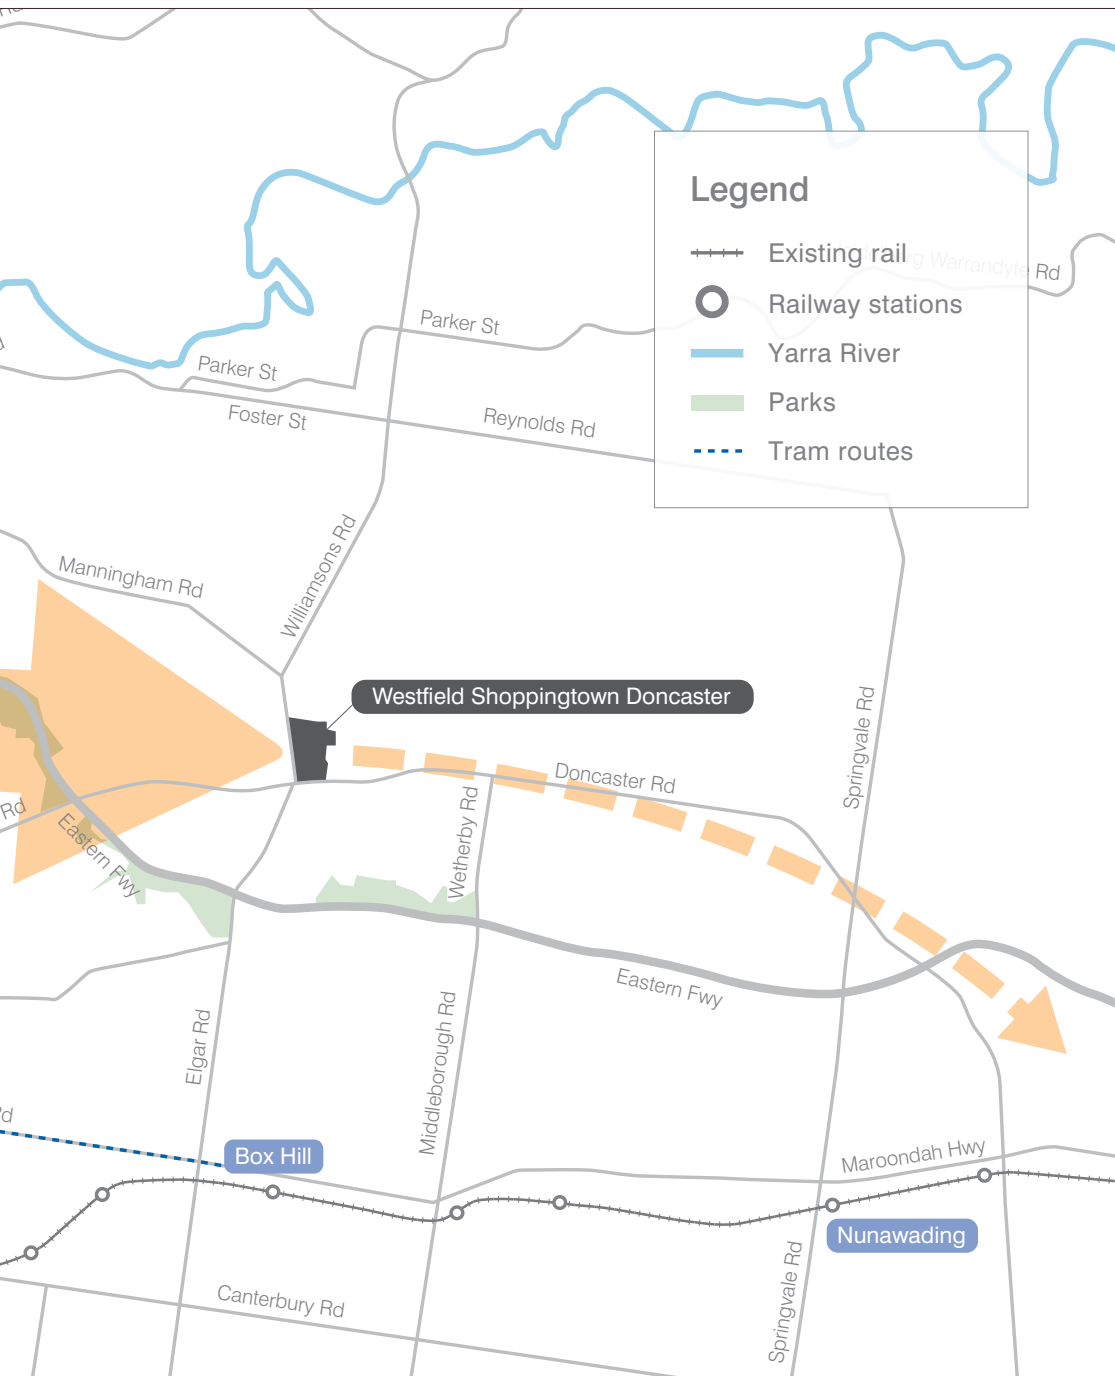 Legend
Existing rail
Warrandyte Rd
Railway stations
Yarra River
Parks
Tram routes
Parker St
Parker St
Foster St
Reynolds Rd
Manningham Rd
Williamsons Rd
Westfield Shoppingtown Doncaster
Springvale Rd
Doncaster Rd
Wetherby Rd
Rd
Eastern Fwy
Eastern Fwy
Elgar Rd
Middleborough Rd
Box Hill
Maroondah Hwy
Nunawading
Canterbury Rd
Springvale Rd